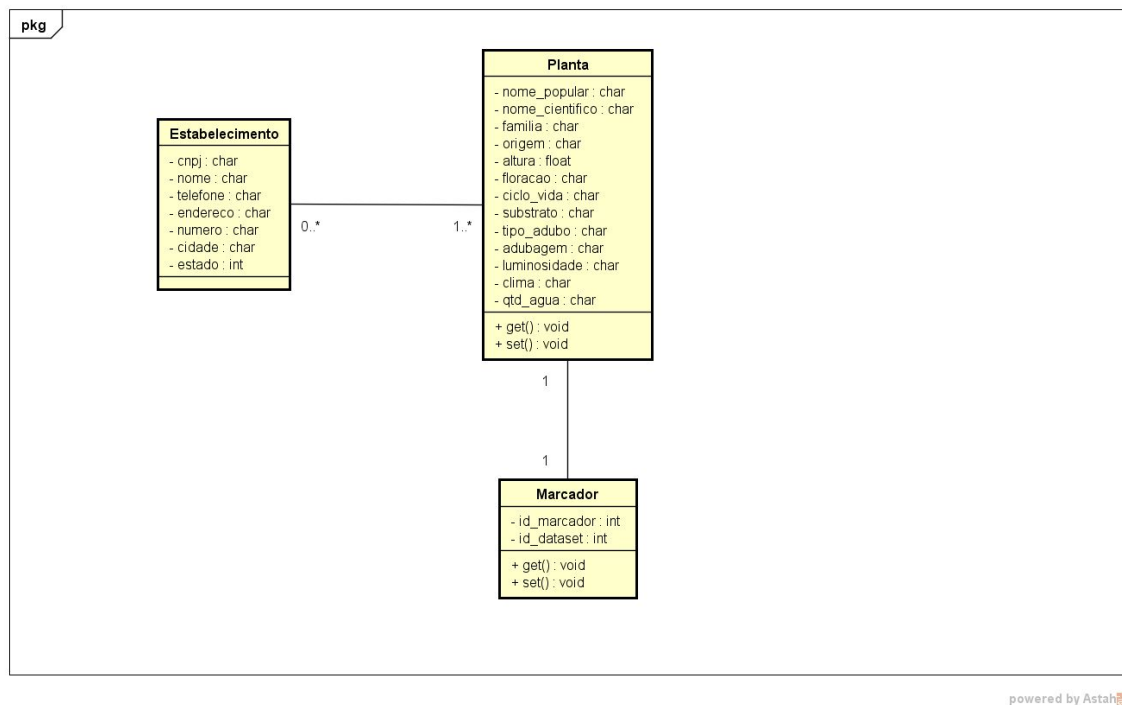 pkg
Planta
- nome_popular : char
- nome_cientifico : char
- familia : char
- origem : char
- altura : float
- floracao : char
- ciclo_vida : char
- substrato : char
- tipo_adubo : char
- adubagem : char
- luminosidade : char
- clima : char
- qtd_agua : char
+ get() : void
+ set() : void
Estabelecimento
- cnpj : char
- nome : char
- telefone : char
- endereco : char
- numero : char
- cidade : char
- estado : int
0..*
1..*
1
1
Marcador
- id_marcador : int
- id_dataset : int
+ get() : void
+ set() : void
powered by Astah